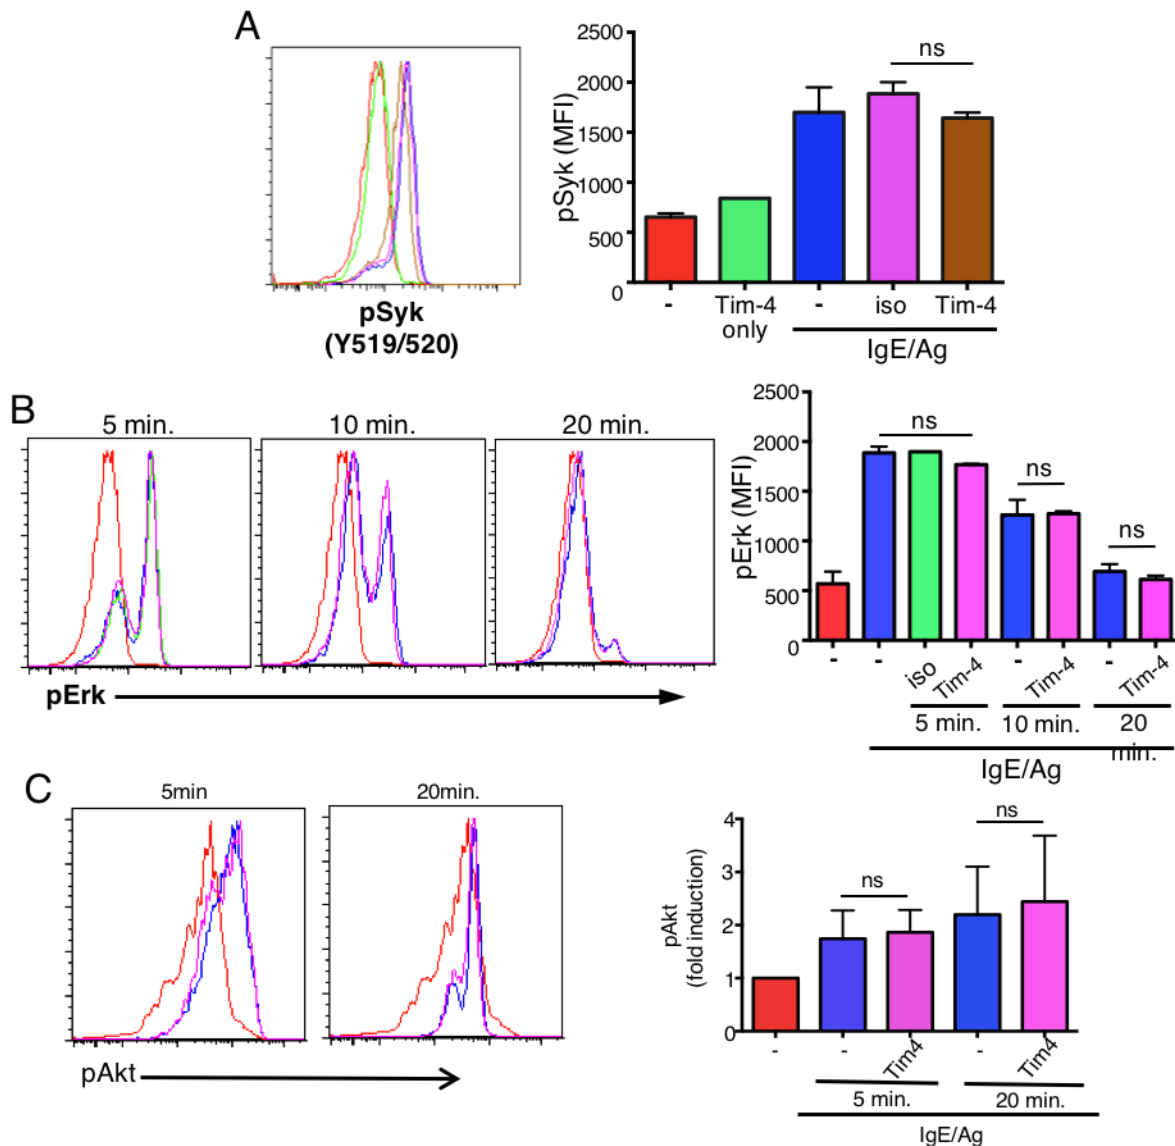 A
pSyk
(Y519/520)
pSyk (MFI)
2500
2000
1500
1000
500
0
ns
-
Tim-4
only
-
iso
Tim-4
IgE/Ag
B
5 min.
10 min.
20 min.
pErk
pErk (MFI)
2500
2000
1500
1000
500
0
ns
ns
ns
-
-
iso
Tim-4
-
Tim-4
-
Tim-4
5 min.
10 min.
20
min.
IgE/Ag
C
5min
20min.
pAkt
pAkt
(fold induction)
4
3
2
1
0
ns
ns
-
-
Tim4
-
Tim4
5 min.
20 min.
IgE/Ag